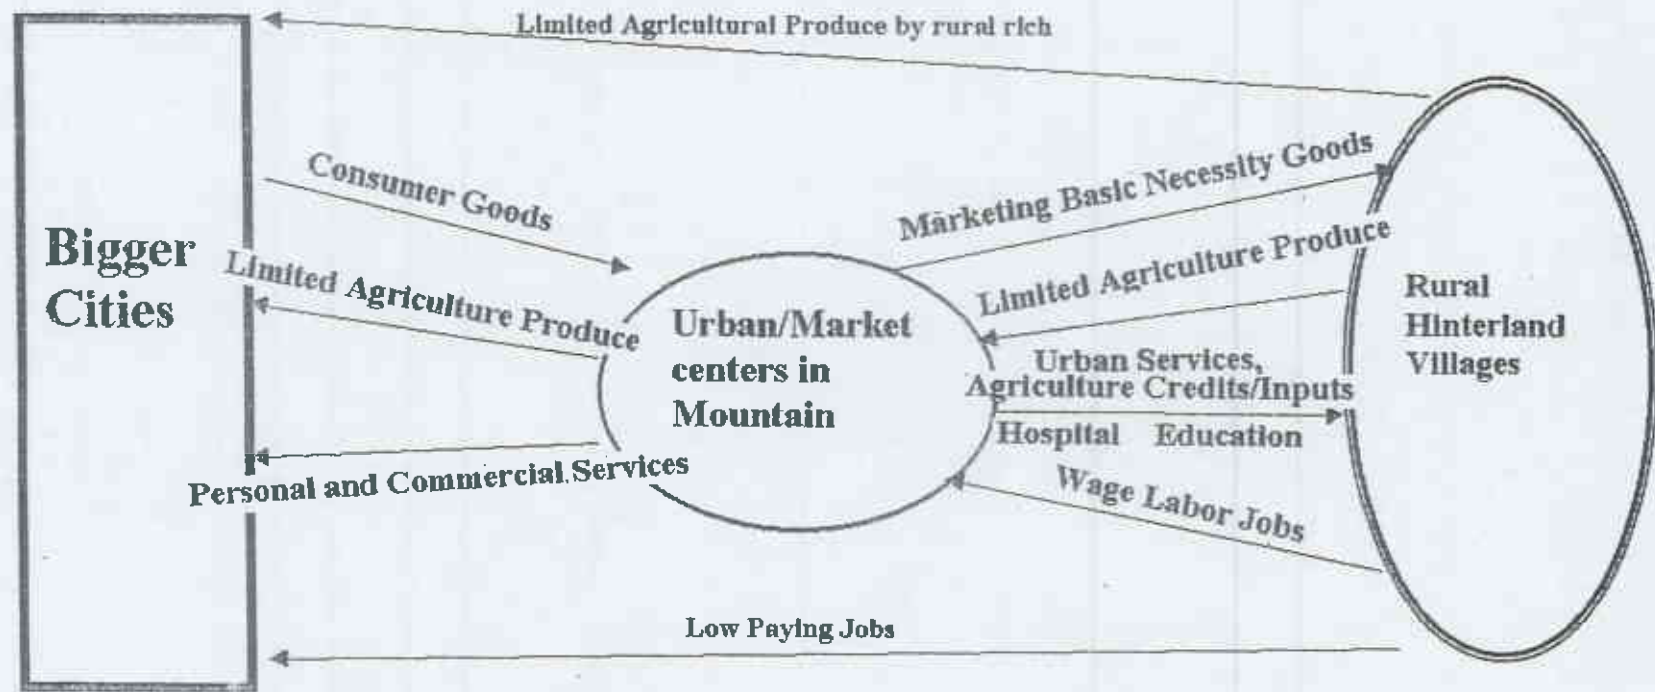 Limited Agricultural Produce by rural rich
Consumer Goods
Marketing Basic Necessity Goods
Bigger
Cities
Limited Agriculture Produce
Limited Agriculture Produce
Urban/Market
centers in
Mountain
Rural
Hinterland
Villages
Urban Services,
Agriculture Credits/Inputs
Hospital Education
Personal and Commercial Services
Wage Labor Jobs
Low Paying Jobs